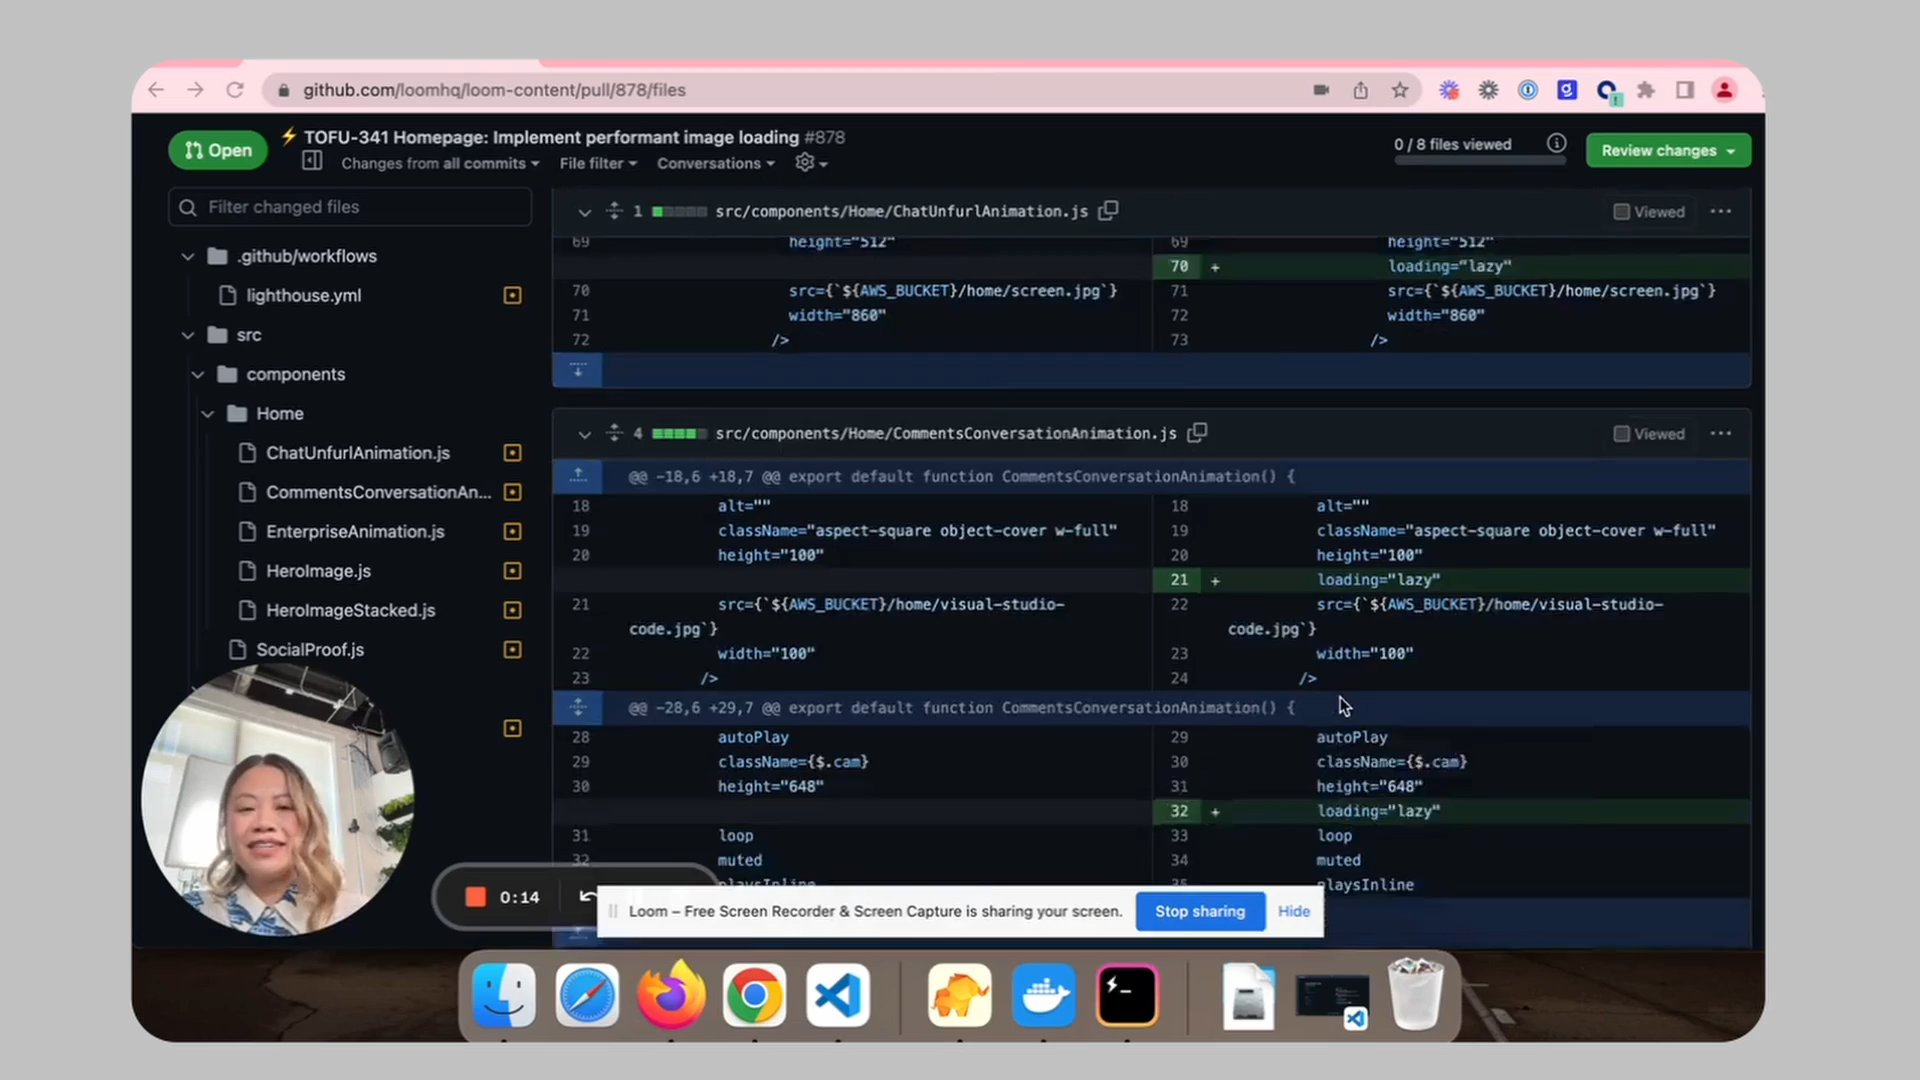 github.com/loomhq/loom-content/pull/878/files
Open
⚡ TOFU-341 Homepage: Implement performant image loading #878
Changes from all commits
File filter
Conversations
0 / 8 files viewed
Review changes
Filter changed files
.github/workflows
lighthouse.yml
src
components
Home
ChatUnfurlAnimation.js
CommentsConversationAn...
EnterpriseAnimation.js
HeroImage.js
HeroImageStacked.js
SocialProof.js
1 src/components/Home/ChatUnfurlAnimation.js
Viewed
69 height="512" 69 height="512"
70 + loading="lazy"
70 src={`${AWS_BUCKET}/home/screen.jpg`} 71 src={`${AWS_BUCKET}/home/screen.jpg`}
71 width="860" 72 width="860"
72 /> 73 />
4 src/components/Home/CommentsConversationAnimation.js
Viewed
@@ -18,6 +18,7 @@ export default function CommentsConversationAnimation() {
18 alt="" 18 alt=""
19 className="aspect-square object-cover w-full" 19 className="aspect-square object-cover w-full"
20 height="100" 20 height="100"
21 + loading="lazy"
21 src={`${AWS_BUCKET}/home/visual-studio- 22 src={`${AWS_BUCKET}/home/visual-studio-
code.jpg`} code.jpg`}
22 width="100" 23 width="100"
23 /> 24 />
@@ -28,6 +29,7 @@ export default function CommentsConversationAnimation() {
28 autoPlay 29 autoPlay
29 className={$.cam} 30 className={$.cam}
30 height="648" 31 height="648"
32 + loading="lazy"
31 loop 33 loop
32 muted 34 muted
playsInline 35 playsInline
0:14
Loom – Free Screen Recorder & Screen Capture is sharing your screen.
Stop sharing
Hide